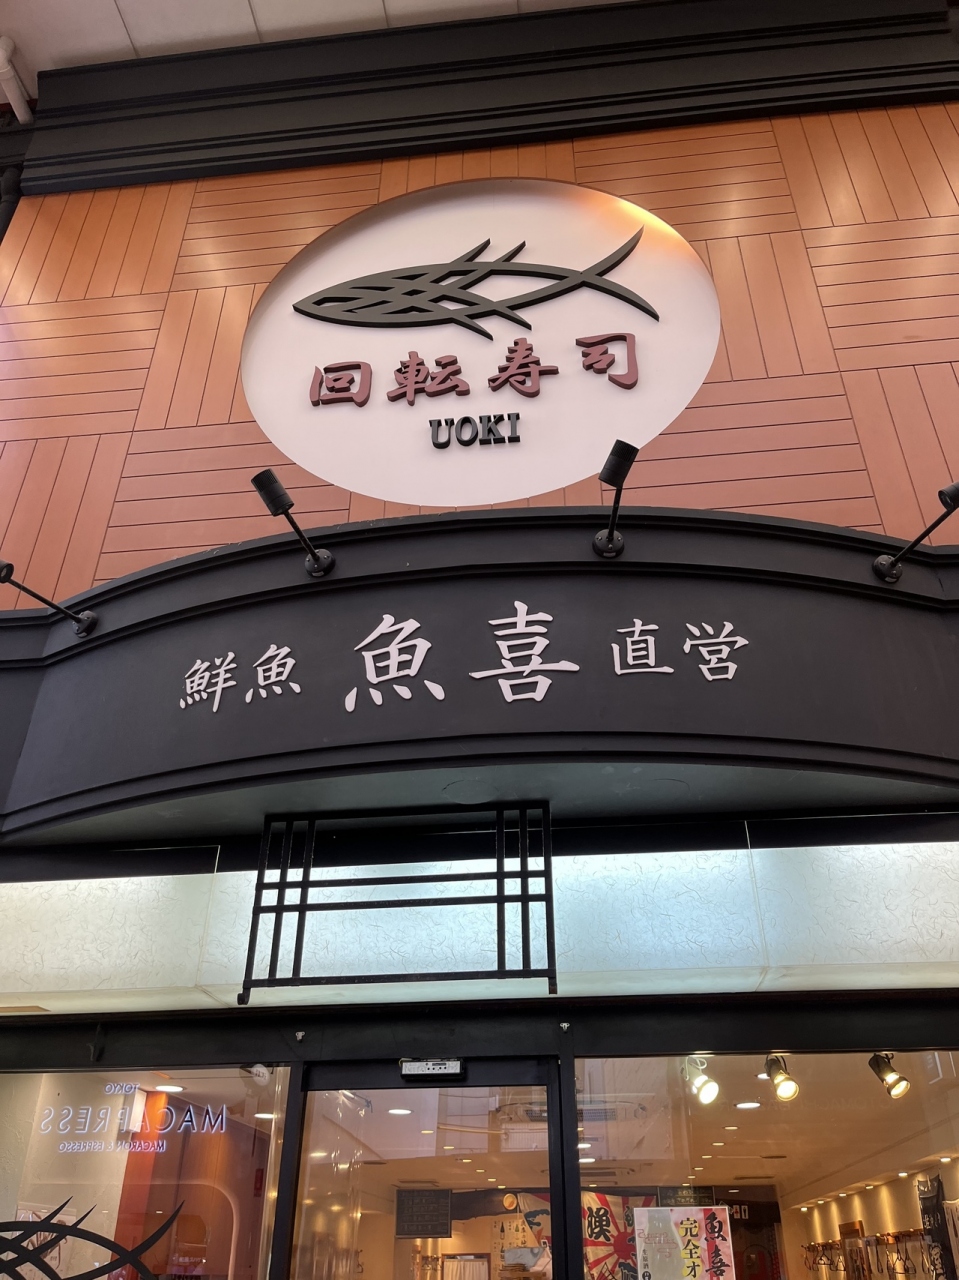 回転寿司
UOKI
鮮魚 魚喜 直営
TOKYO
MACAPRESS
MACARON & ESPRESSO
魚喜
完全オ
漢